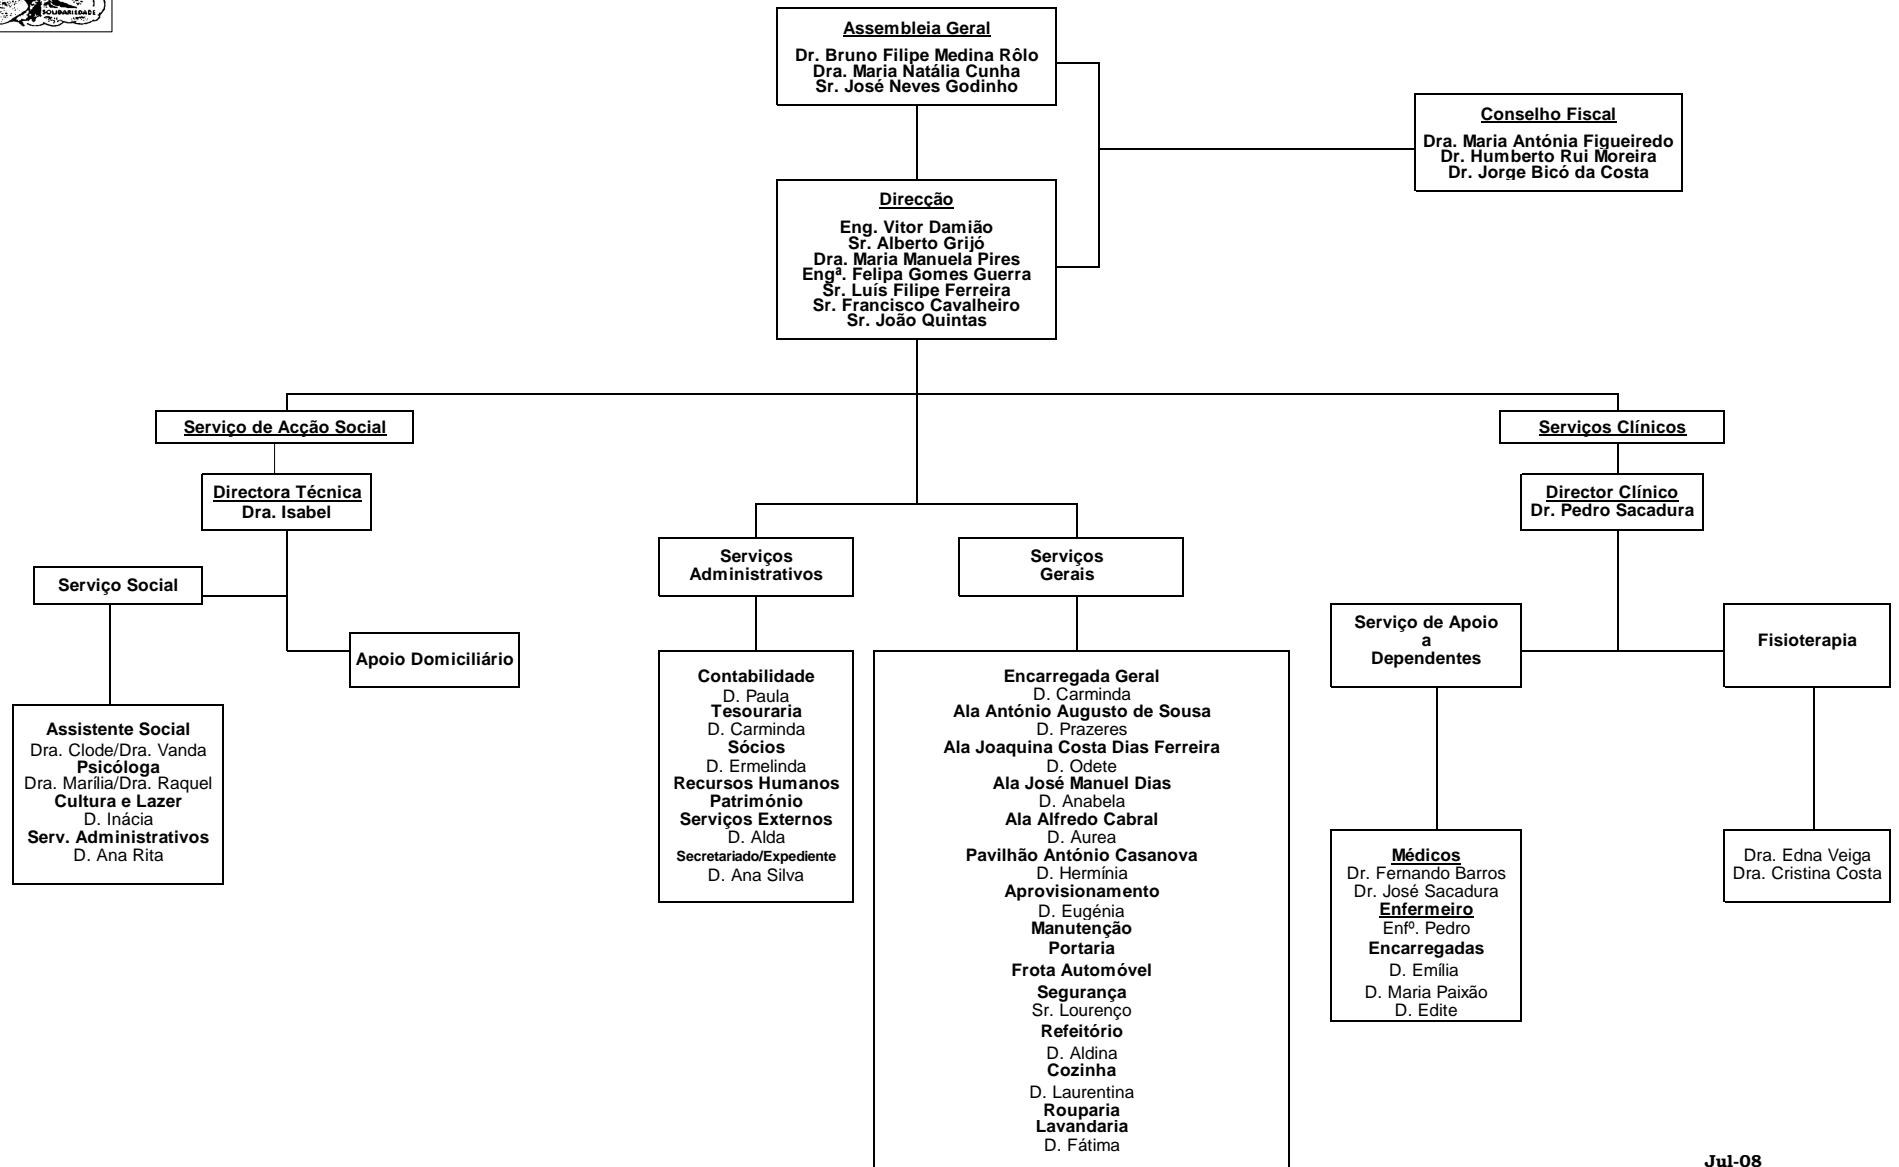 SOLIDARIEDADE
Assembleia Geral
Dr. Bruno Filipe Medina Rôlo
Dra. Maria Natália Cunha
Sr. José Neves Godinho
Conselho Fiscal
Dra. Maria Antónia Figueiredo
Dr. Humberto Rui Moreira
Dr. Jorge Bicó da Costa
Direcção
Eng. Vitor Damião
Sr. Alberto Grijó
Dra. Maria Manuela Pires
Engª. Felipa Gomes Guerra
Sr. Luís Filipe Ferreira
Sr. Francisco Cavalheiro
Sr. João Quintas
Serviço de Acção Social
Directora Técnica
Dra. Isabel
Serviço Social
Apoio Domiciliário
Assistente Social
Dra. Clode/Dra. Vanda
Psicóloga
Dra. Marília/Dra. Raquel
Cultura e Lazer
D. Inácia
Serv. Administrativos
D. Ana Rita
Serviços
Administrativos
Contabilidade
D. Paula
Tesouraria
D. Carminda
Sócios
D. Ermelinda
Recursos Humanos
Património
Serviços Externos
D. Alda
Secretariado/Expediente
D. Ana Silva
Serviços
Gerais
Encarregada Geral
D. Carminda
Ala António Augusto de Sousa
D. Prazeres
Ala Joaquina Costa Dias Ferreira
D. Odete
Ala José Manuel Dias
D. Anabela
Ala Alfredo Cabral
D. Aurea
Pavilhão António Casanova
D. Hermínia
Aprovisionamento
D. Eugénia
Manutenção
Portaria
Frota Automóvel
Segurança
Sr. Lourenço
Refeitório
D. Aldina
Cozinha
D. Laurentina
Rouparia
Lavandaria
D. Fátima
Serviços Clínicos
Director Clínico
Dr. Pedro Sacadura
Serviço de Apoio
a
Dependentes
Médicos
Dr. Fernando Barros
Dr. José Sacadura
Enfermeiro
Enfº. Pedro
Encarregadas
D. Emília
D. Maria Paixão
D. Edite
Fisioterapia
Dra. Edna Veiga
Dra. Cristina Costa
Jul-08